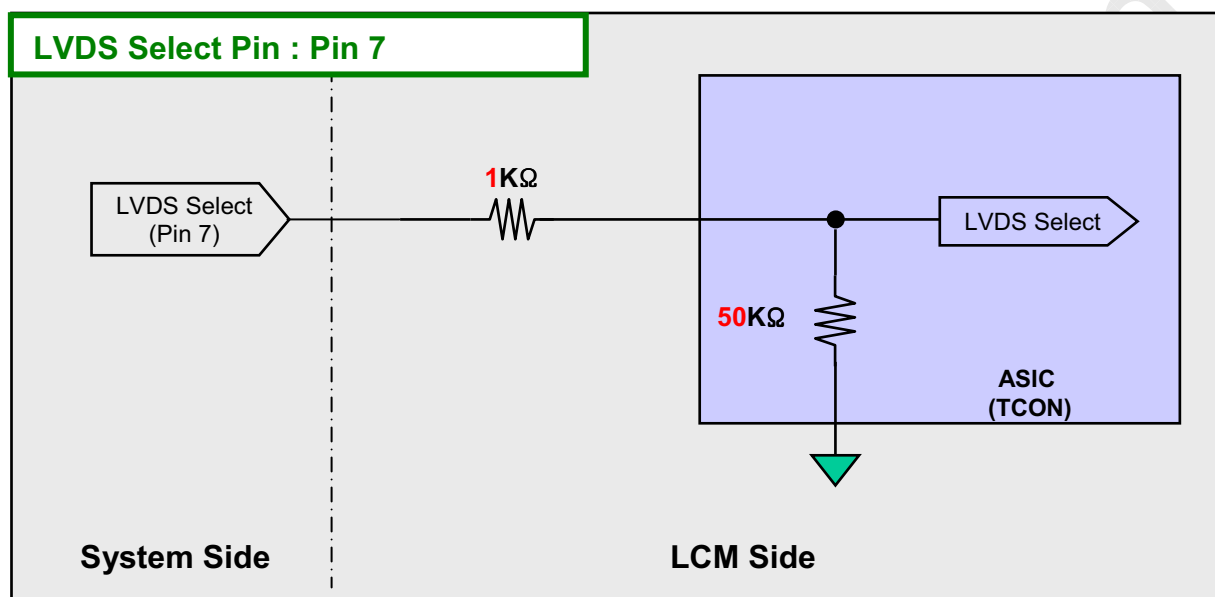 LVDS Select Pin : Pin 7
1KΩ
LVDS Select
(Pin 7)
LVDS Select
50KΩ
ASIC
(TCON)
System Side
LCM Side